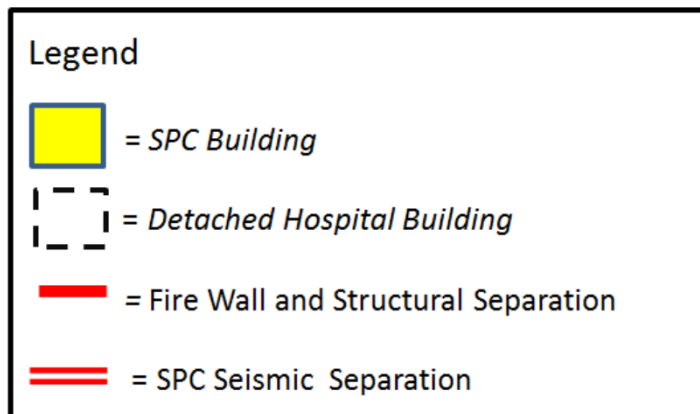 Legend
= SPC Building
= Detached Hospital Building
= Fire Wall and Structural Separation
= SPC Seismic Separation